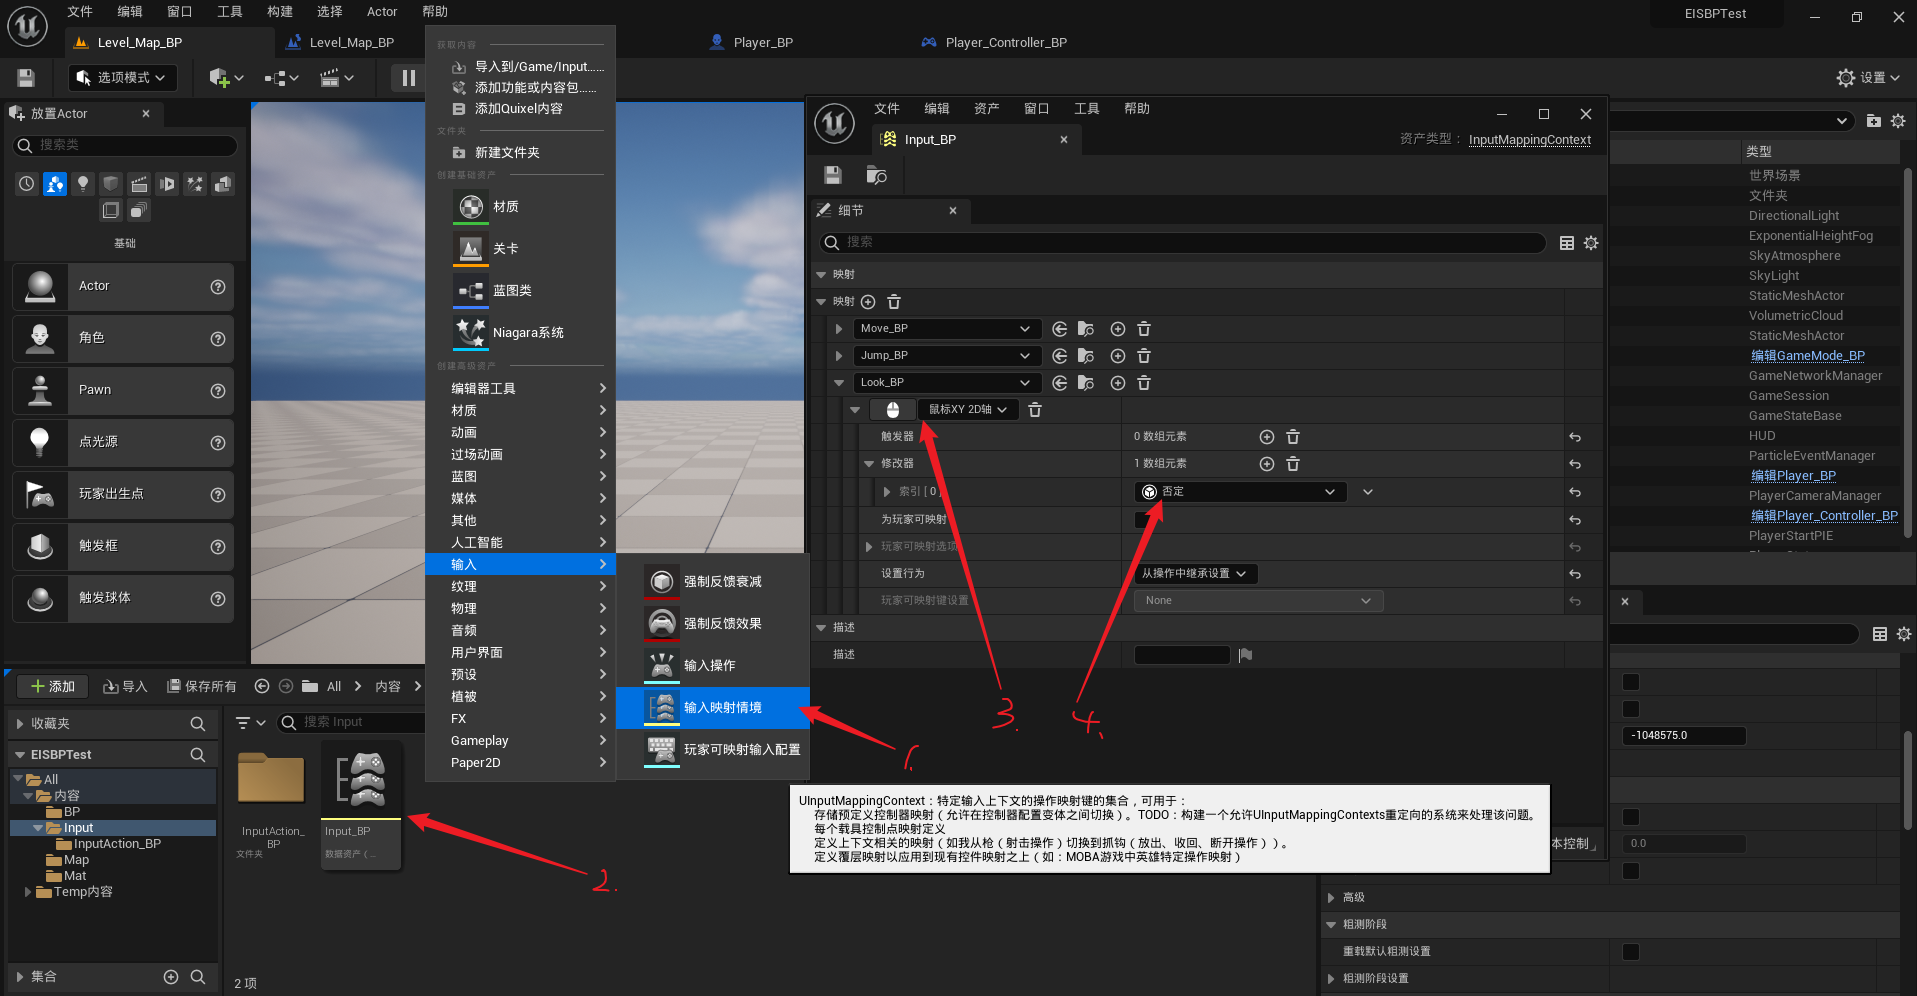 文件 编辑 窗口 工具 构建 选择 Actor 帮助
EISBPTest
Level_Map_BP
Level_Map_BP
Player_BP
Player_Controller_BP
选项模式
设置
放置Actor
搜索类
基础
Actor
角色
Pawn
点光源
玩家出生点
触发框
触发球体
获取内容
导入到/Game/Input......
添加功能或内容包......
添加Quixel内容
文件夹
新建文件夹
创建基础资产
材质
关卡
蓝图类
Niagara系统
创建高级资产
编辑器工具
材质
动画
过场动画
蓝图
媒体
其他
人工智能
输入
纹理
物理
音频
用户界面
预设
植被
FX
Gameplay
Paper2D
强制反馈衰减
强制反馈效果
输入操作
输入映射情境
玩家可映射输入配置
文件 编辑 资产 窗口 工具 帮助
Input_BP
资产类型： InputMappingContext
细节
搜索
映射
映射
Move_BP
Jump_BP
Look_BP
鼠标XY 2D轴
触发器 0 数组元素
修改器 1 数组元素
索引 [ 0 ] 否定
为玩家可映射
玩家可映射选项
设置行为 从操作中继承设置
玩家可映射键设置 None
描述
描述
1.
2.
3.
4.
UInputMappingContext：特定输入上下文的操作映射键的集合，可用于：
存储预定义控制器映射（允许在控制器配置变体之间切换）。TODO：构建一个允许UInputMappingContexts重定向的系统来处理该问题。
每个载具控制点映射定义
定义上下文相关的映射（如我从枪（射击操作）切换到抓钩（放出、收回、断开操作））。
定义覆层映射以应用到现有控件映射之上（如：MOBA游戏中英雄特定操作映射）
类型
世界场景
文件夹
DirectionalLight
ExponentialHeightFog
SkyAtmosphere
SkyLight
StaticMeshActor
VolumetricCloud
StaticMeshActor
编辑GameMode_BP
GameNetworkManager
GameSession
GameStateBase
HUD
ParticleEventManager
编辑Player_BP
PlayerCameraManager
编辑Player_Controller_BP
PlayerStartPIE
-1048575.0
本控制
0.0
高级
粗测阶段
重载默认粗测设置
粗测阶段设置
添加 导入 保存所有 All 内容
收藏夹
搜索 Input
EISBPTest
All
内容
BP
Input
InputAction_BP
Map
Mat
Temp内容
集合
InputAction_
BP
文件夹
Input_BP
数据资产（...
2 项